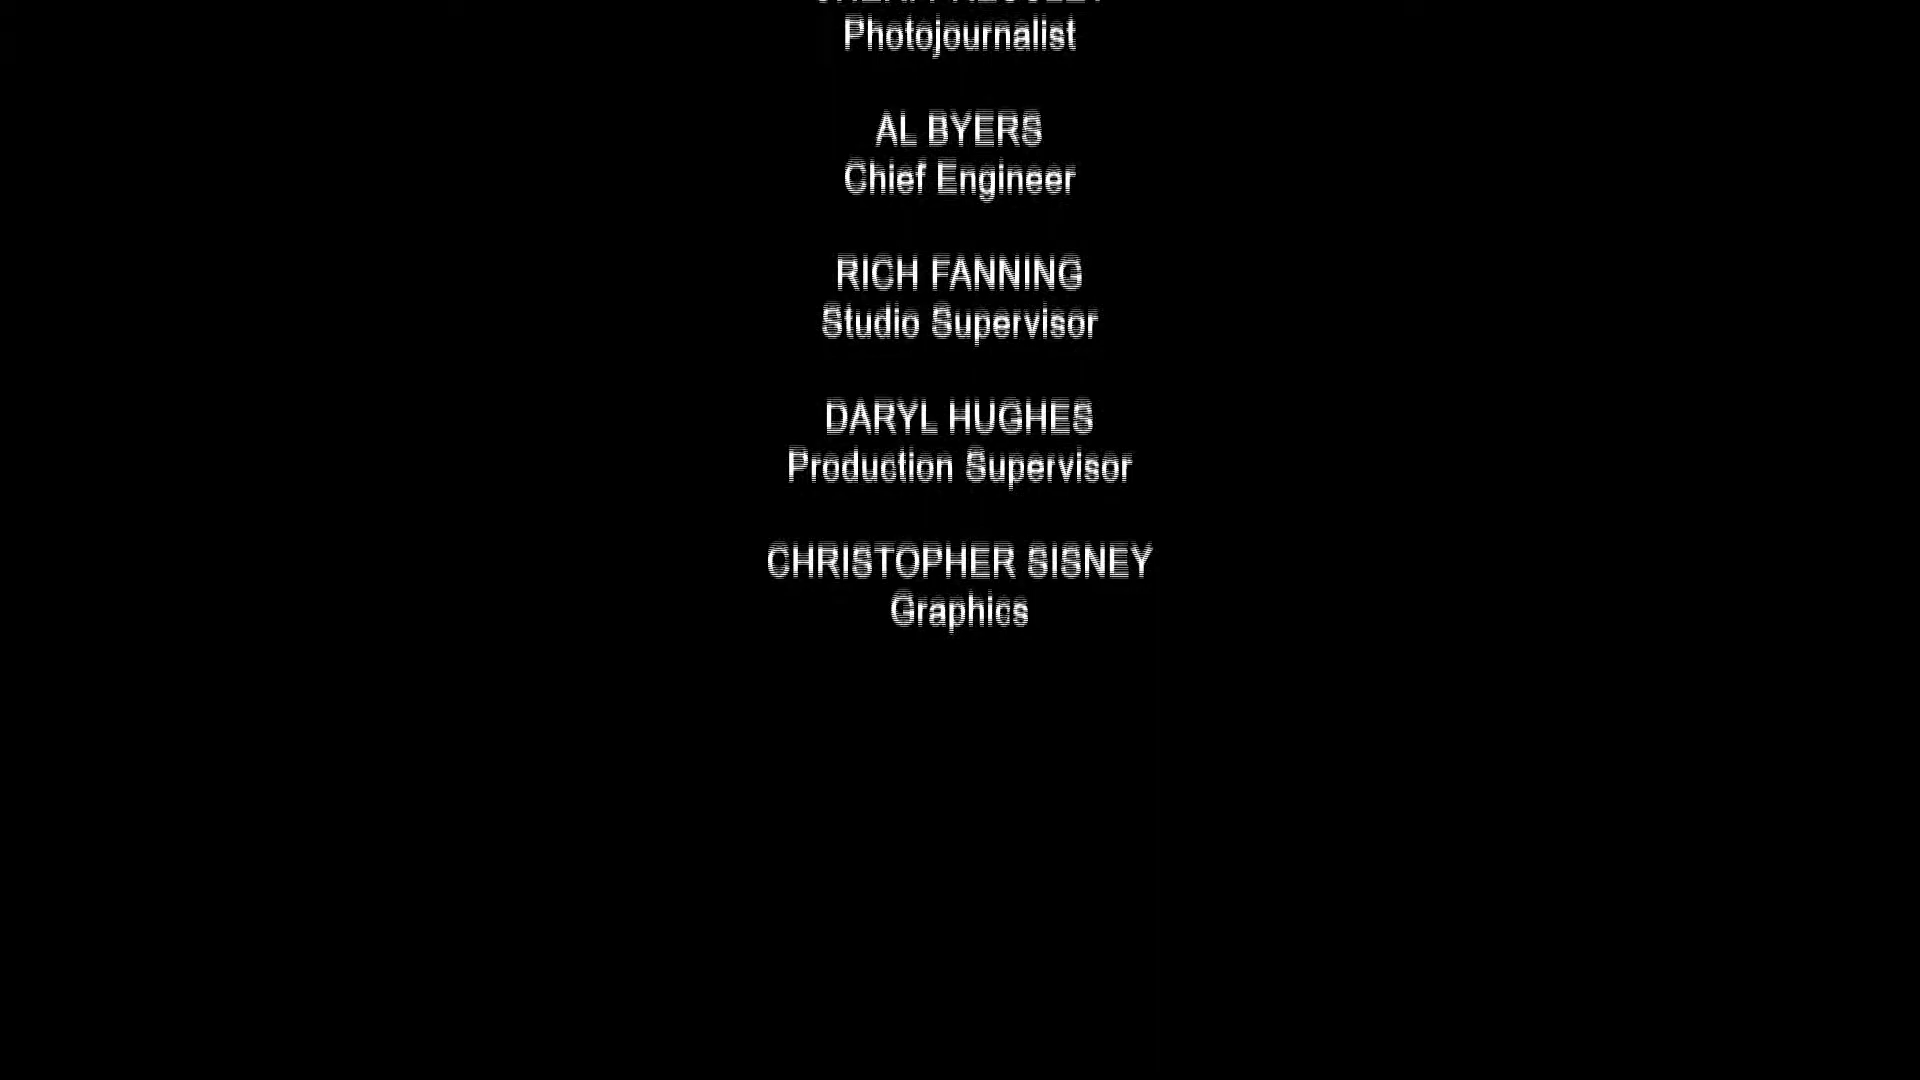 Photojournalist
AL BYERS
Chief Engineer
RICH FANNING
Studio Supervisor
DARYL HUGHES
Production Supervisor
CHRISTOPHER SISNEY
Graphics